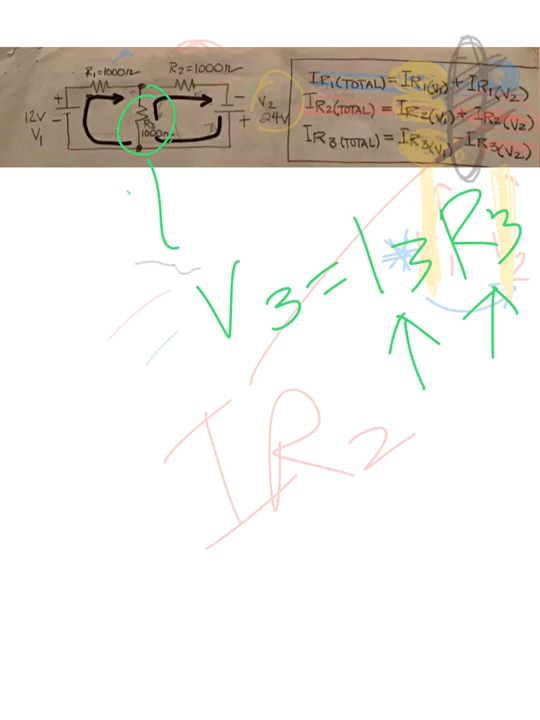 R₁=1000Ω R₂=1000Ω
+ - V₂
12V R₃ + 24V
V₁ 1000Ω
IR₁(TOTAL) = IR₁(V₁) + IR₁(V₂)
IR₂(TOTAL) = IR₂(V₁) + IR₂(V₂)
IR₃(TOTAL) = IR₃(V₁) - IR₃(V₂)
V3=I3R3
IR2